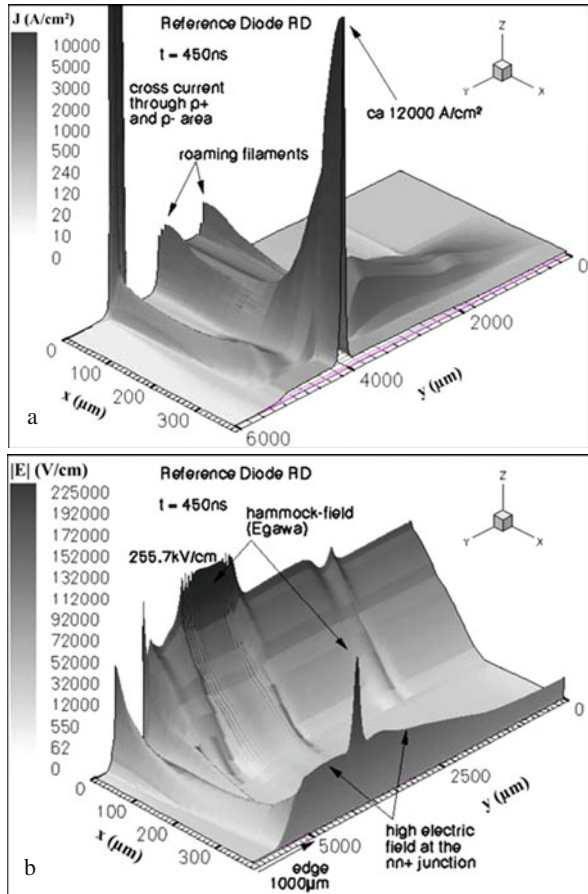 J (A/cm²)
10000
5000
3000
2000
1000
500
240
120
20
10
0
Reference Diode RD
t = 450ns
cross current
through p+
and p- area
roaming filaments
ca 12000 A/cm²
Z
Y
X
0
100
200
300
x (µm)
6000
4000
2000
0
y (µm)
a
|E| (V/cm)
225000
192000
172000
152000
132000
112000
92000
72000
52000
32000
12000
550
62
0
Reference Diode RD
t = 450ns
hammock-field
(Egawa)
255.7kV/cm
Z
Y
X
0
100
200
300
x (µm)
5000
2500
0
y (µm)
edge
1000µm
high electric
field at the
nn+ junction
b